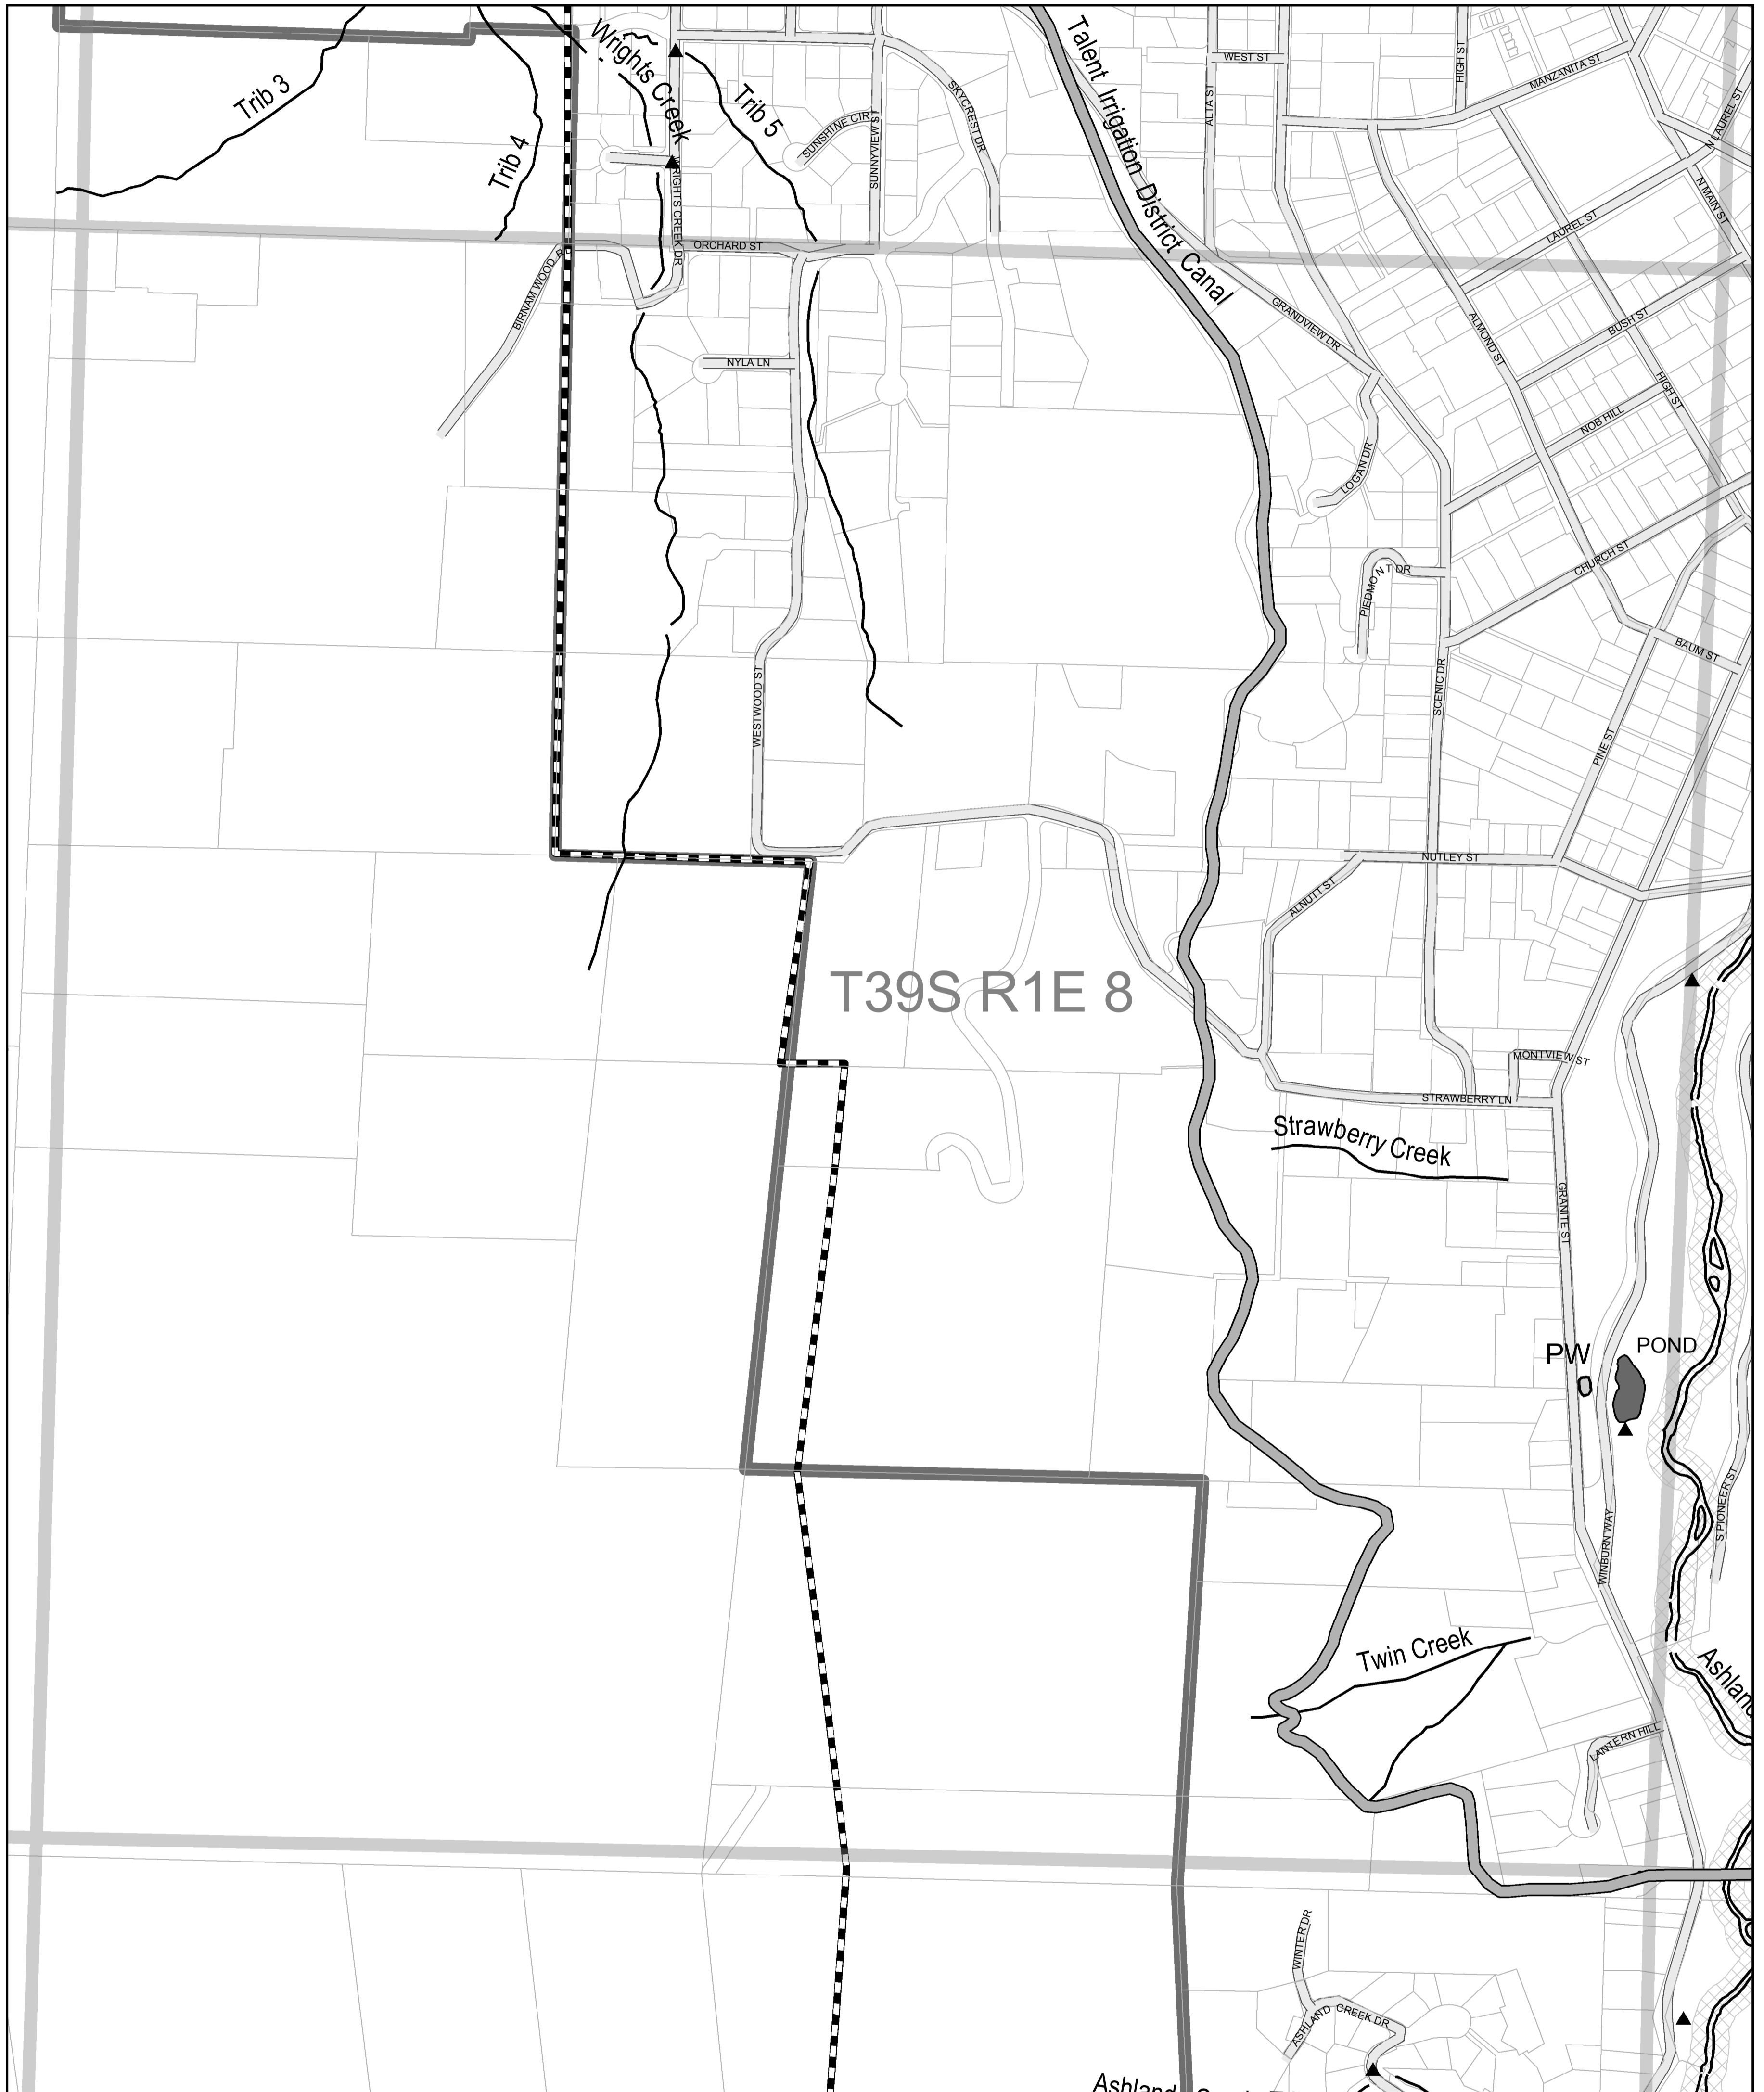 Talent Irrigation District Canal
Wrights Creek
WEST ST
HIGH ST
MANZANITA ST
Trib 3
Trib 4
Trib 5
SKYCREST DR
ALTA ST
N LAUREL ST
SUNSHINE CIR
SUNNYVIEW ST
N MAIN ST
WRIGHTS CREEK DR
LAUREL ST
ORCHARD ST
BIRNAM WOOD RD
GRANDVIEW DR
BUSH ST
ALMOND ST
NYLA LN
HIGH ST
NOB HILL
LOGAN DR
CHURCH ST
PIEDMONT DR
BAUM ST
SCENIC DR
WESTWOOD ST
PINE ST
NUTLEY ST
ALNUTT ST
T39S R1E 8
MONTVIEW ST
STRAWBERRY LN
Strawberry Creek
GRANITE ST
PW
POND
S PIONEER ST
WINBURN WAY
Twin Creek
Ashland
LANTERN HILL
WINTER DR
ASHLAND CREEK DR
Ashland